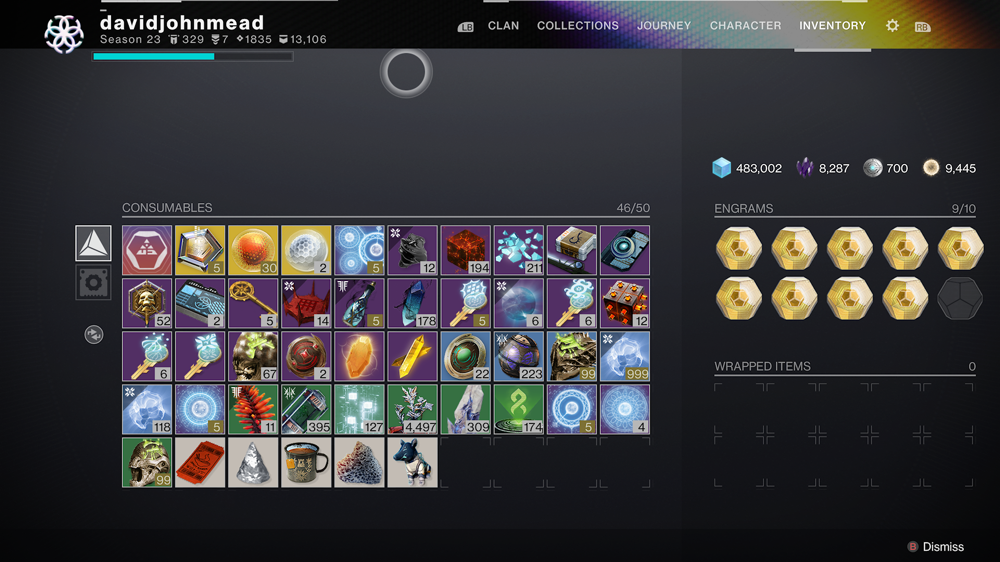 davidjohnmead
Season 23 329 7 1835 13,106
LB CLAN COLLECTIONS JOURNEY CHARACTER INVENTORY RB
483,002 8,287 700 9,445
CONSUMABLES 46/50
ENGRAMS 9/10
5 30 2 5 12 194 211
52 2 5 14 5 178 5 6 6 12
6 67 2 22 223 99 999
WRAPPED ITEMS 0
118 5 11 395 127 4,497 309 174 5 4
99
B Dismiss